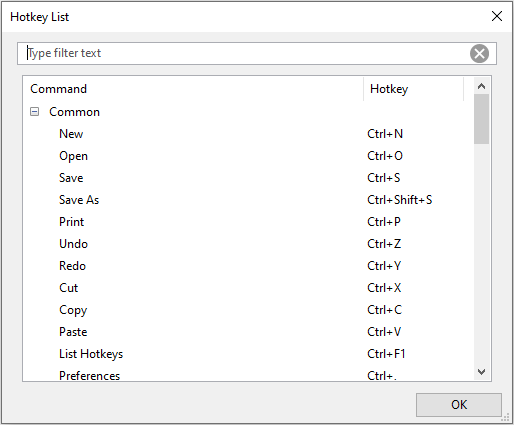 Hotkey List
Type filter text
Command Hotkey
Common
New Ctrl+N
Open Ctrl+O
Save Ctrl+S
Save As Ctrl+Shift+S
Print Ctrl+P
Undo Ctrl+Z
Redo Ctrl+Y
Cut Ctrl+X
Copy Ctrl+C
Paste Ctrl+V
List Hotkeys Ctrl+F1
Preferences Ctrl+.
OK